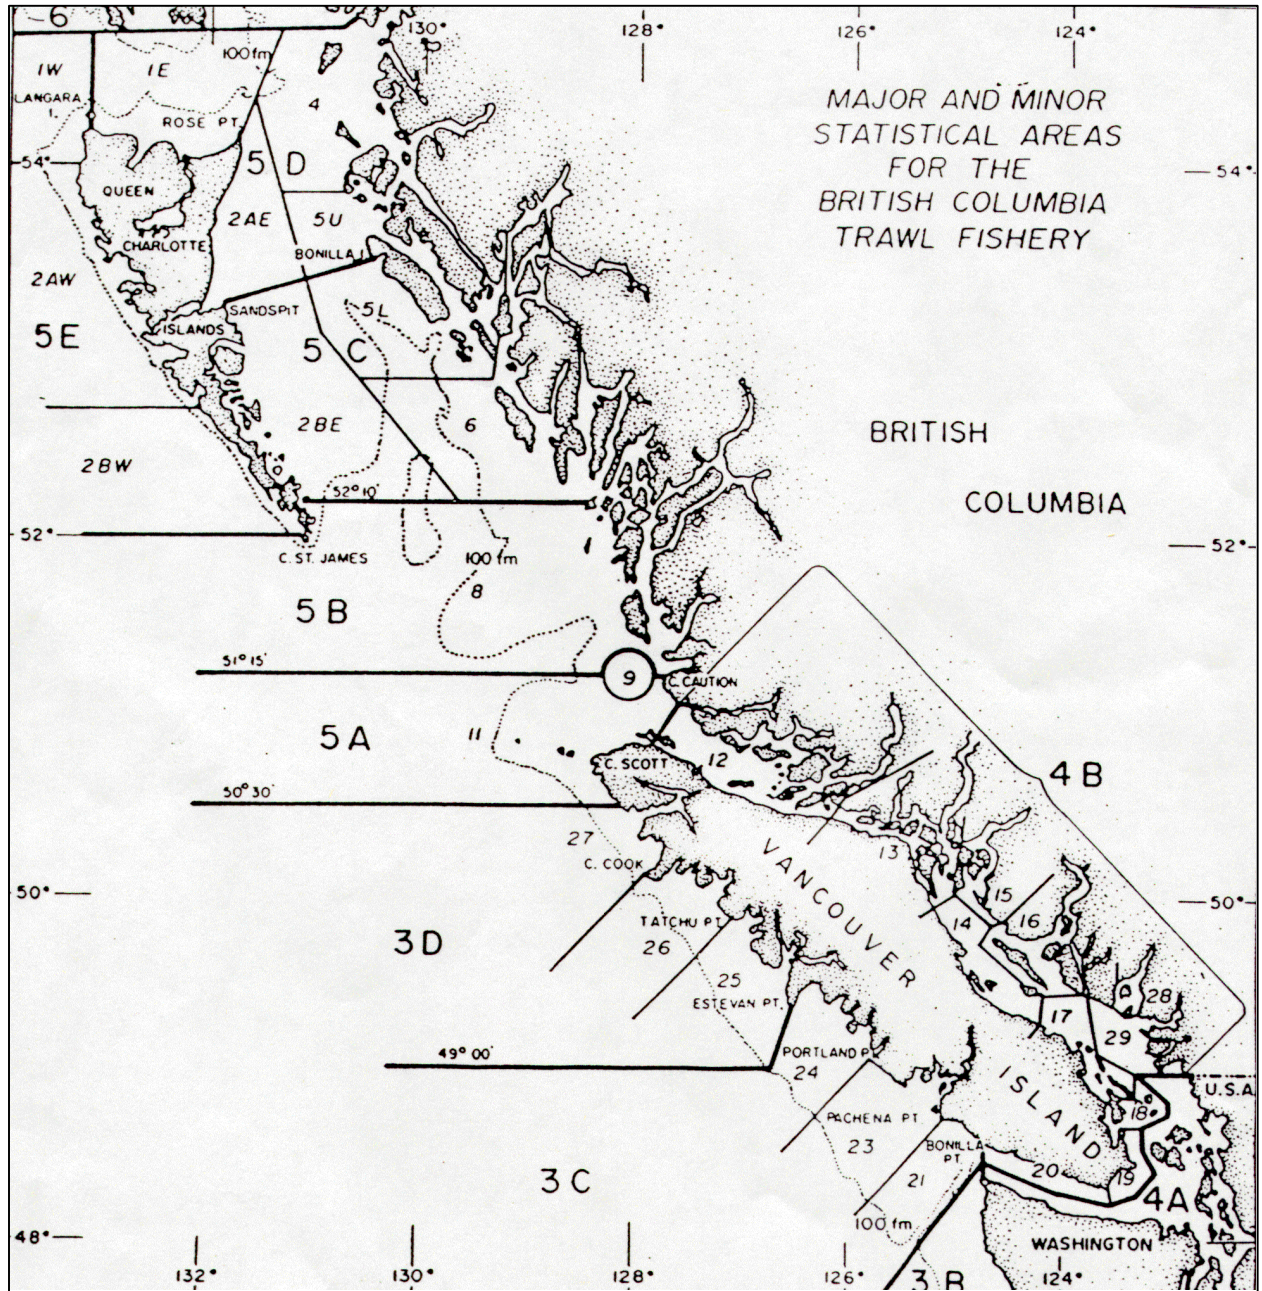 6
130°
128°
126°
124°
100 fm
1W
1E
4
LANGARA
I.
ROSE PT.
MAJOR AND MINOR
STATISTICAL AREAS
FOR THE
BRITISH COLUMBIA
TRAWL FISHERY
54°
5 D
54°
QUEEN
2AE
5U
CHARLOTTE
BONILLA I.
2AW
SANDSPIT
5L
5E
ISLANDS
5 C
2BE
6
BRITISH
2BW
52° 10'
COLUMBIA
52°
C. ST. JAMES
100 fm
52°
8
5B
51° 15'
9
C. CAUTION
11
5A
C. SCOTT
12
4B
50° 30'
27
C. COOK
13
VANCOUVER
50°
15
50°
14
16
TATCHU PT.
3D
26
25
ESTEVAN PT.
28
17
29
49° 00'
PORTLAND P.
24
ISLAND
U.S.A.
18
PACHENA PT.
23
BONILLA
PT.
20
21
19
3C
4A
100 fm
48°
WASHINGTON
132°
130°
128°
126°
124°
3B